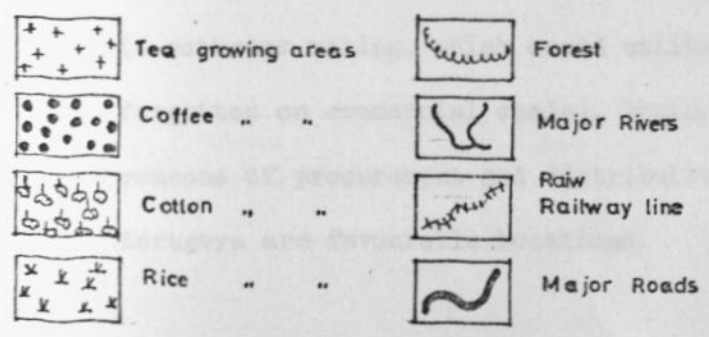 Tea growing areas
Coffee " "
Cotton " "
Rice " "
Forest
Major Rivers
Raiw
Railway line
Major Roads